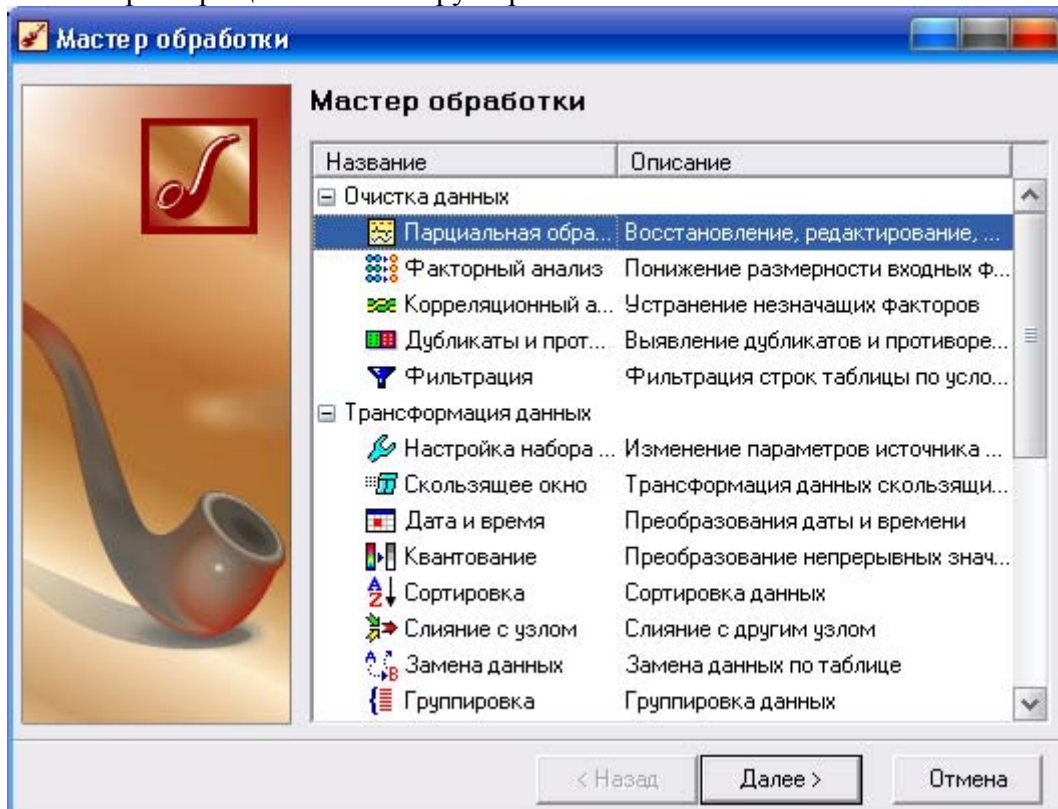 Мастер обработки
Мастер обработки
Название Описание
Очистка данных
Парциальная обра... Восстановление, редактирование, ...
Факторный анализ Понижение размерности входных ф...
Корреляционный а... Устранение незначащих факторов
Дубликаты и прот... Выявление дубликатов и противоре...
Фильтрация Фильтрация строк таблицы по усло...
Трансформация данных
Настройка набора ... Изменение параметров источника ...
Скользящее окно Трансформация данных скользящи...
Дата и время Преобразования даты и времени
Квантование Преобразование непрерывных знач...
Сортировка Сортировка данных
Слияние с узлом Слияние с другим узлом
Замена данных Замена данных по таблице
Группировка Группировка данных
< Назад Далее > Отмена